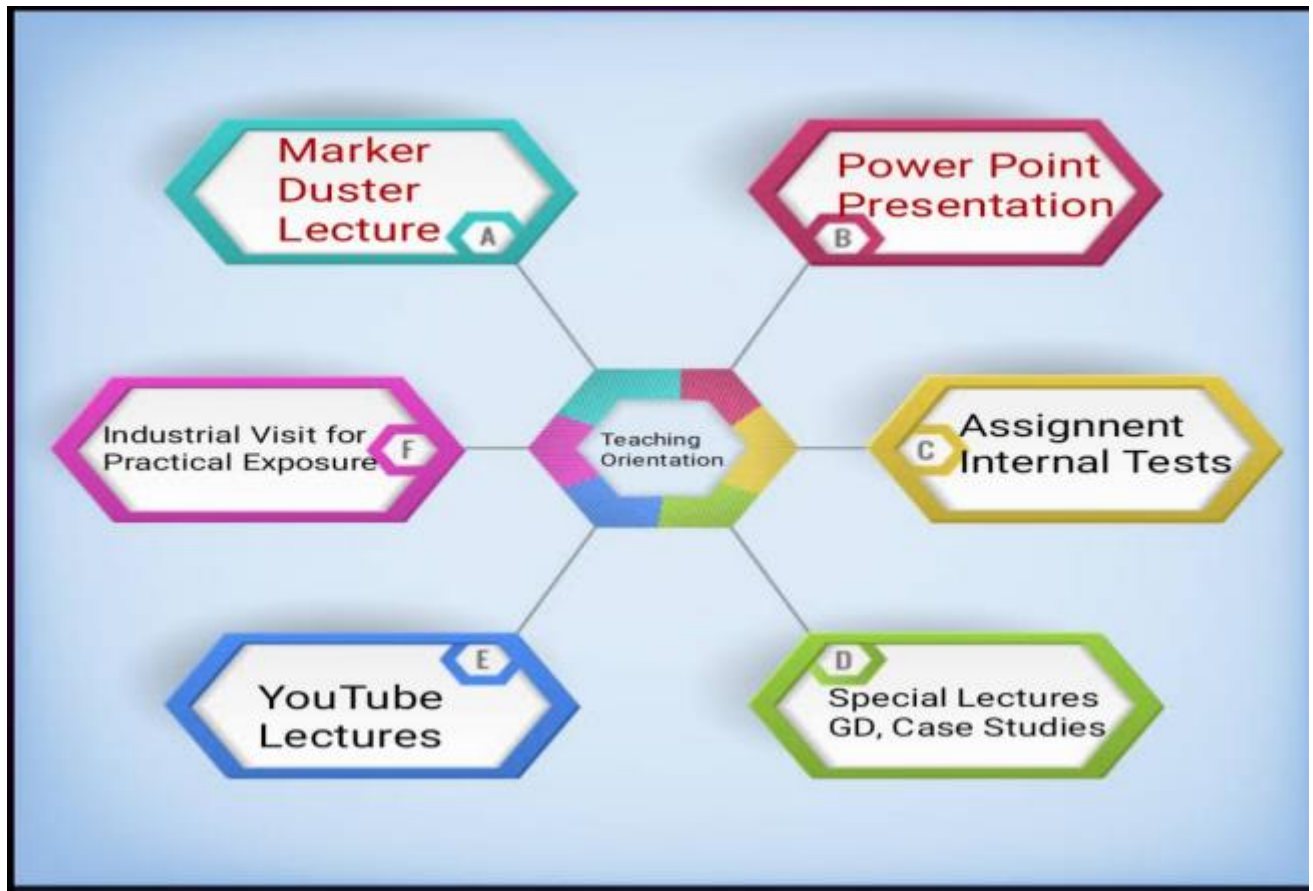 Marker
Duster
Lecture
A
Power Point
Presentation
B
Industrial Visit for
Practical Exposure
F
Teaching
Orientation
C
Assignnent
Internal Tests
E
YouTube
Lectures
D
Special Lectures
GD, Case Studies